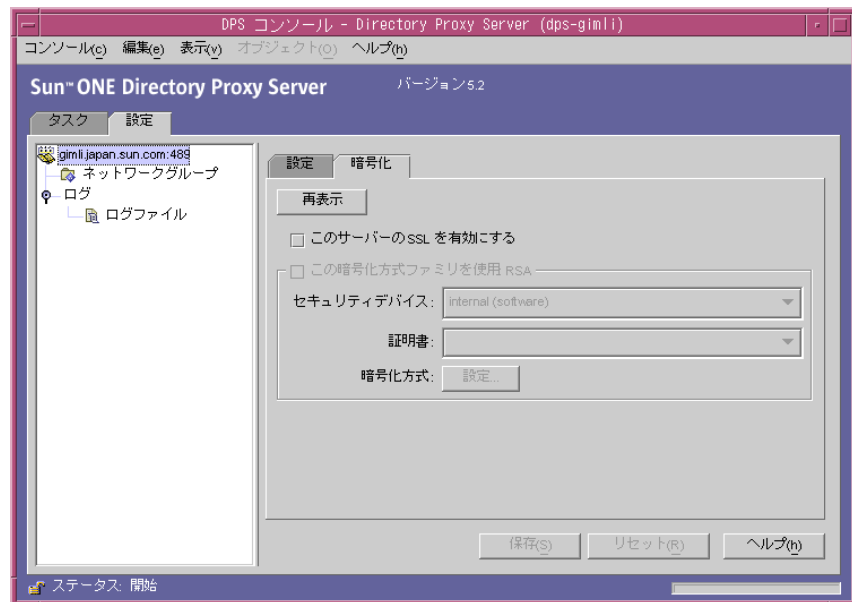 DPS コンソール - Directory Proxy Server (dps-gimli)
コンソール(c) 編集(e) 表示(v) オブジェクト(o) ヘルプ(h)
Sun™ ONE Directory Proxy Server バージョン5.2
タスク 設定
gimli.japan.sun.com:489
ネットワークグループ
ログ
ログファイル
設定 暗号化
再表示
このサーバーのSSL を有効にする
この暗号化方式ファミリを使用 RSA
セキュリティデバイス: internal (software)
証明書:
暗号化方式: 設定...
保存(S) リセット(R) ヘルプ(h)
ステータス: 開始